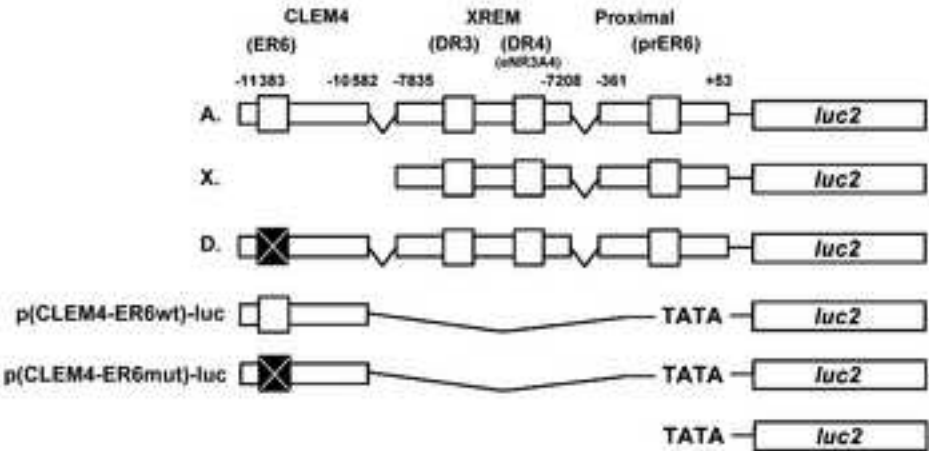 CLEM4 XREM Proximal
(ER6) (DR3) (DR4) (prER6)
(eNR3A4)
-11383 -10582 -7835 -7208 -361 +53
A. luc2
X. luc2
D. luc2
p(CLEM4-ER6wt)-luc TATA luc2
p(CLEM4-ER6mut)-luc TATA luc2
TATA luc2